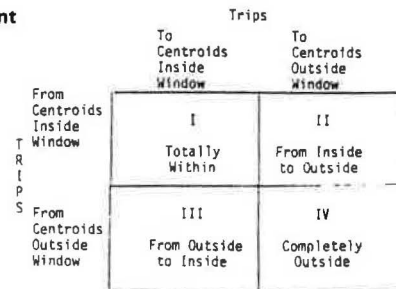 nt
Trips
To
Centroids
Inside
Window
To
Centroids
Outside
Window
From
Centroids
Inside
Window
I
Totally
Within
II
From Inside
to Outside
TRIPS
From
Centroids
Outside
Window
III
From Outside
to Inside
IV
Completely
Outside